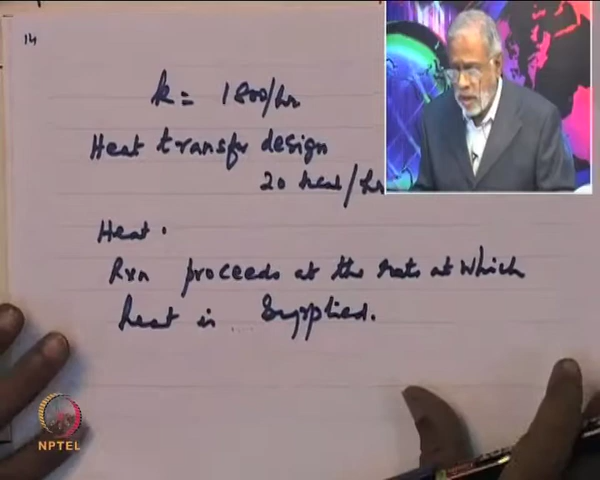 14
k = 1800/hr
Heat transfer design
20 kcal/hr
Heat.
Rxn proceeds at the rate at which
heat is supplied.
NPTEL